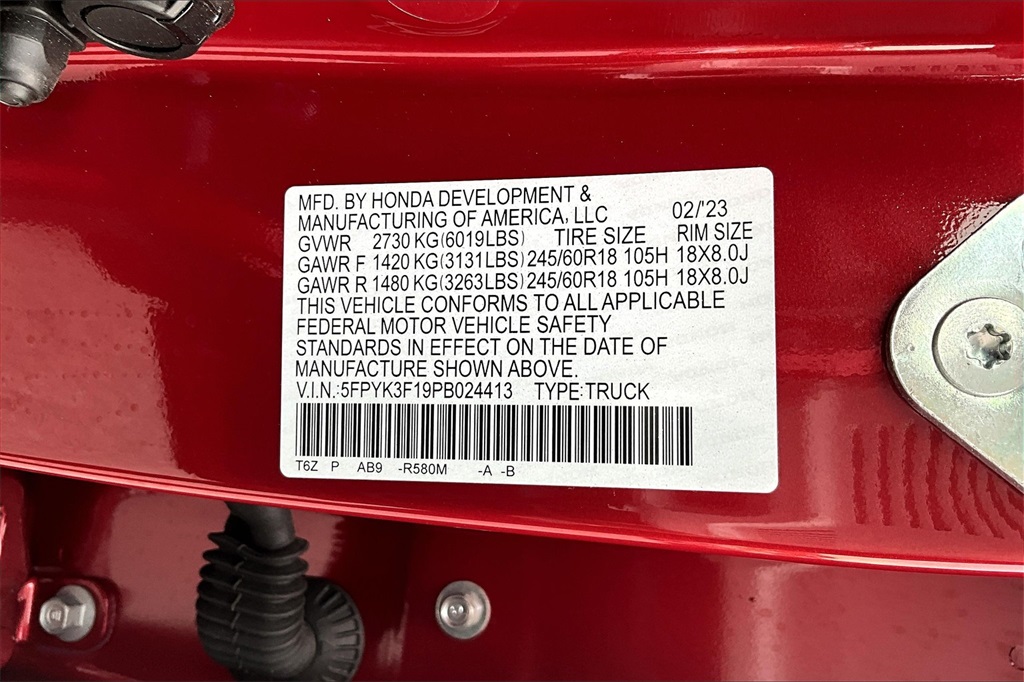 MFD. BY HONDA DEVELOPMENT &
MANUFACTURING OF AMERICA, LLC 02/'23
GVWR 2730 KG(6019LBS) TIRE SIZE RIM SIZE
GAWR F 1420 KG(3131LBS) 245/60R18 105H 18X8.0J
GAWR R 1480 KG(3263LBS) 245/60R18 105H 18X8.0J
THIS VEHICLE CONFORMS TO ALL APPLICABLE
FEDERAL MOTOR VEHICLE SAFETY
STANDARDS IN EFFECT ON THE DATE OF
MANUFACTURE SHOWN ABOVE.
V.I.N.:5FPYK3F19PB024413 TYPE:TRUCK
T6Z P AB9 -R580M -A -B